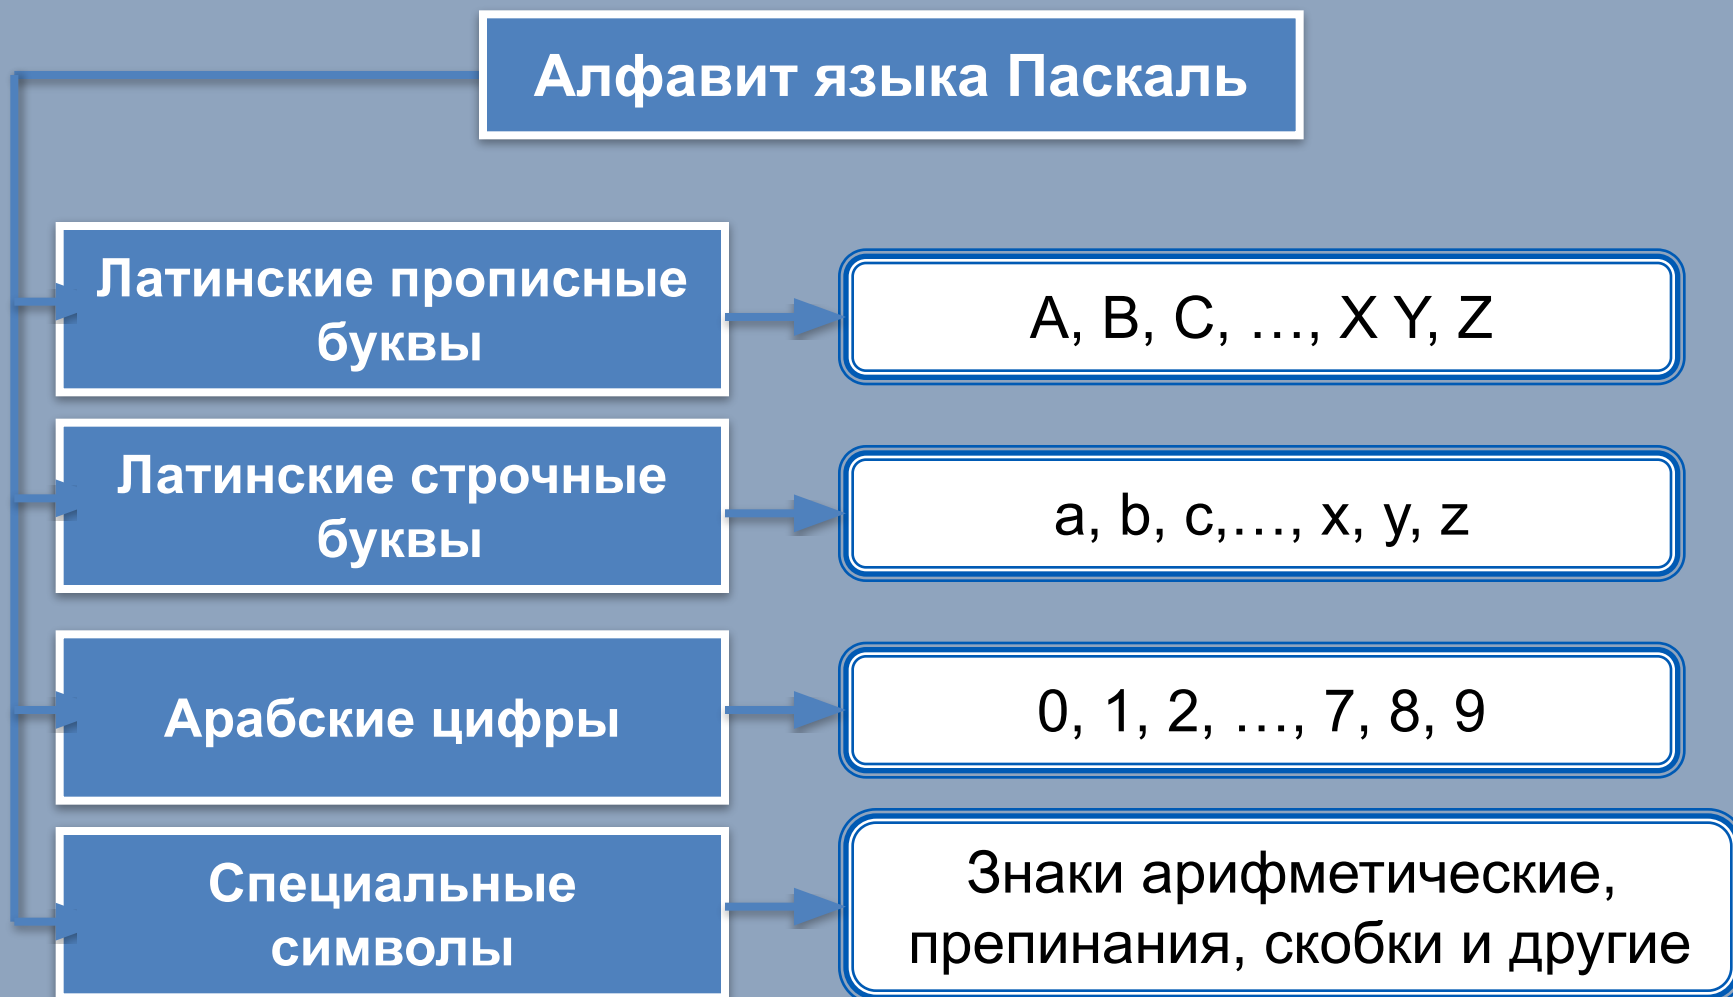 Алфавит языка Паскаль
Латинские прописные
буквы
A, B, C, …, X Y, Z
Латинские строчные
буквы
a, b, c,…, x, y, z
Арабские цифры
0, 1, 2, …, 7, 8, 9
Специальные
символы
Знаки арифметические,
препинания, скобки и другие